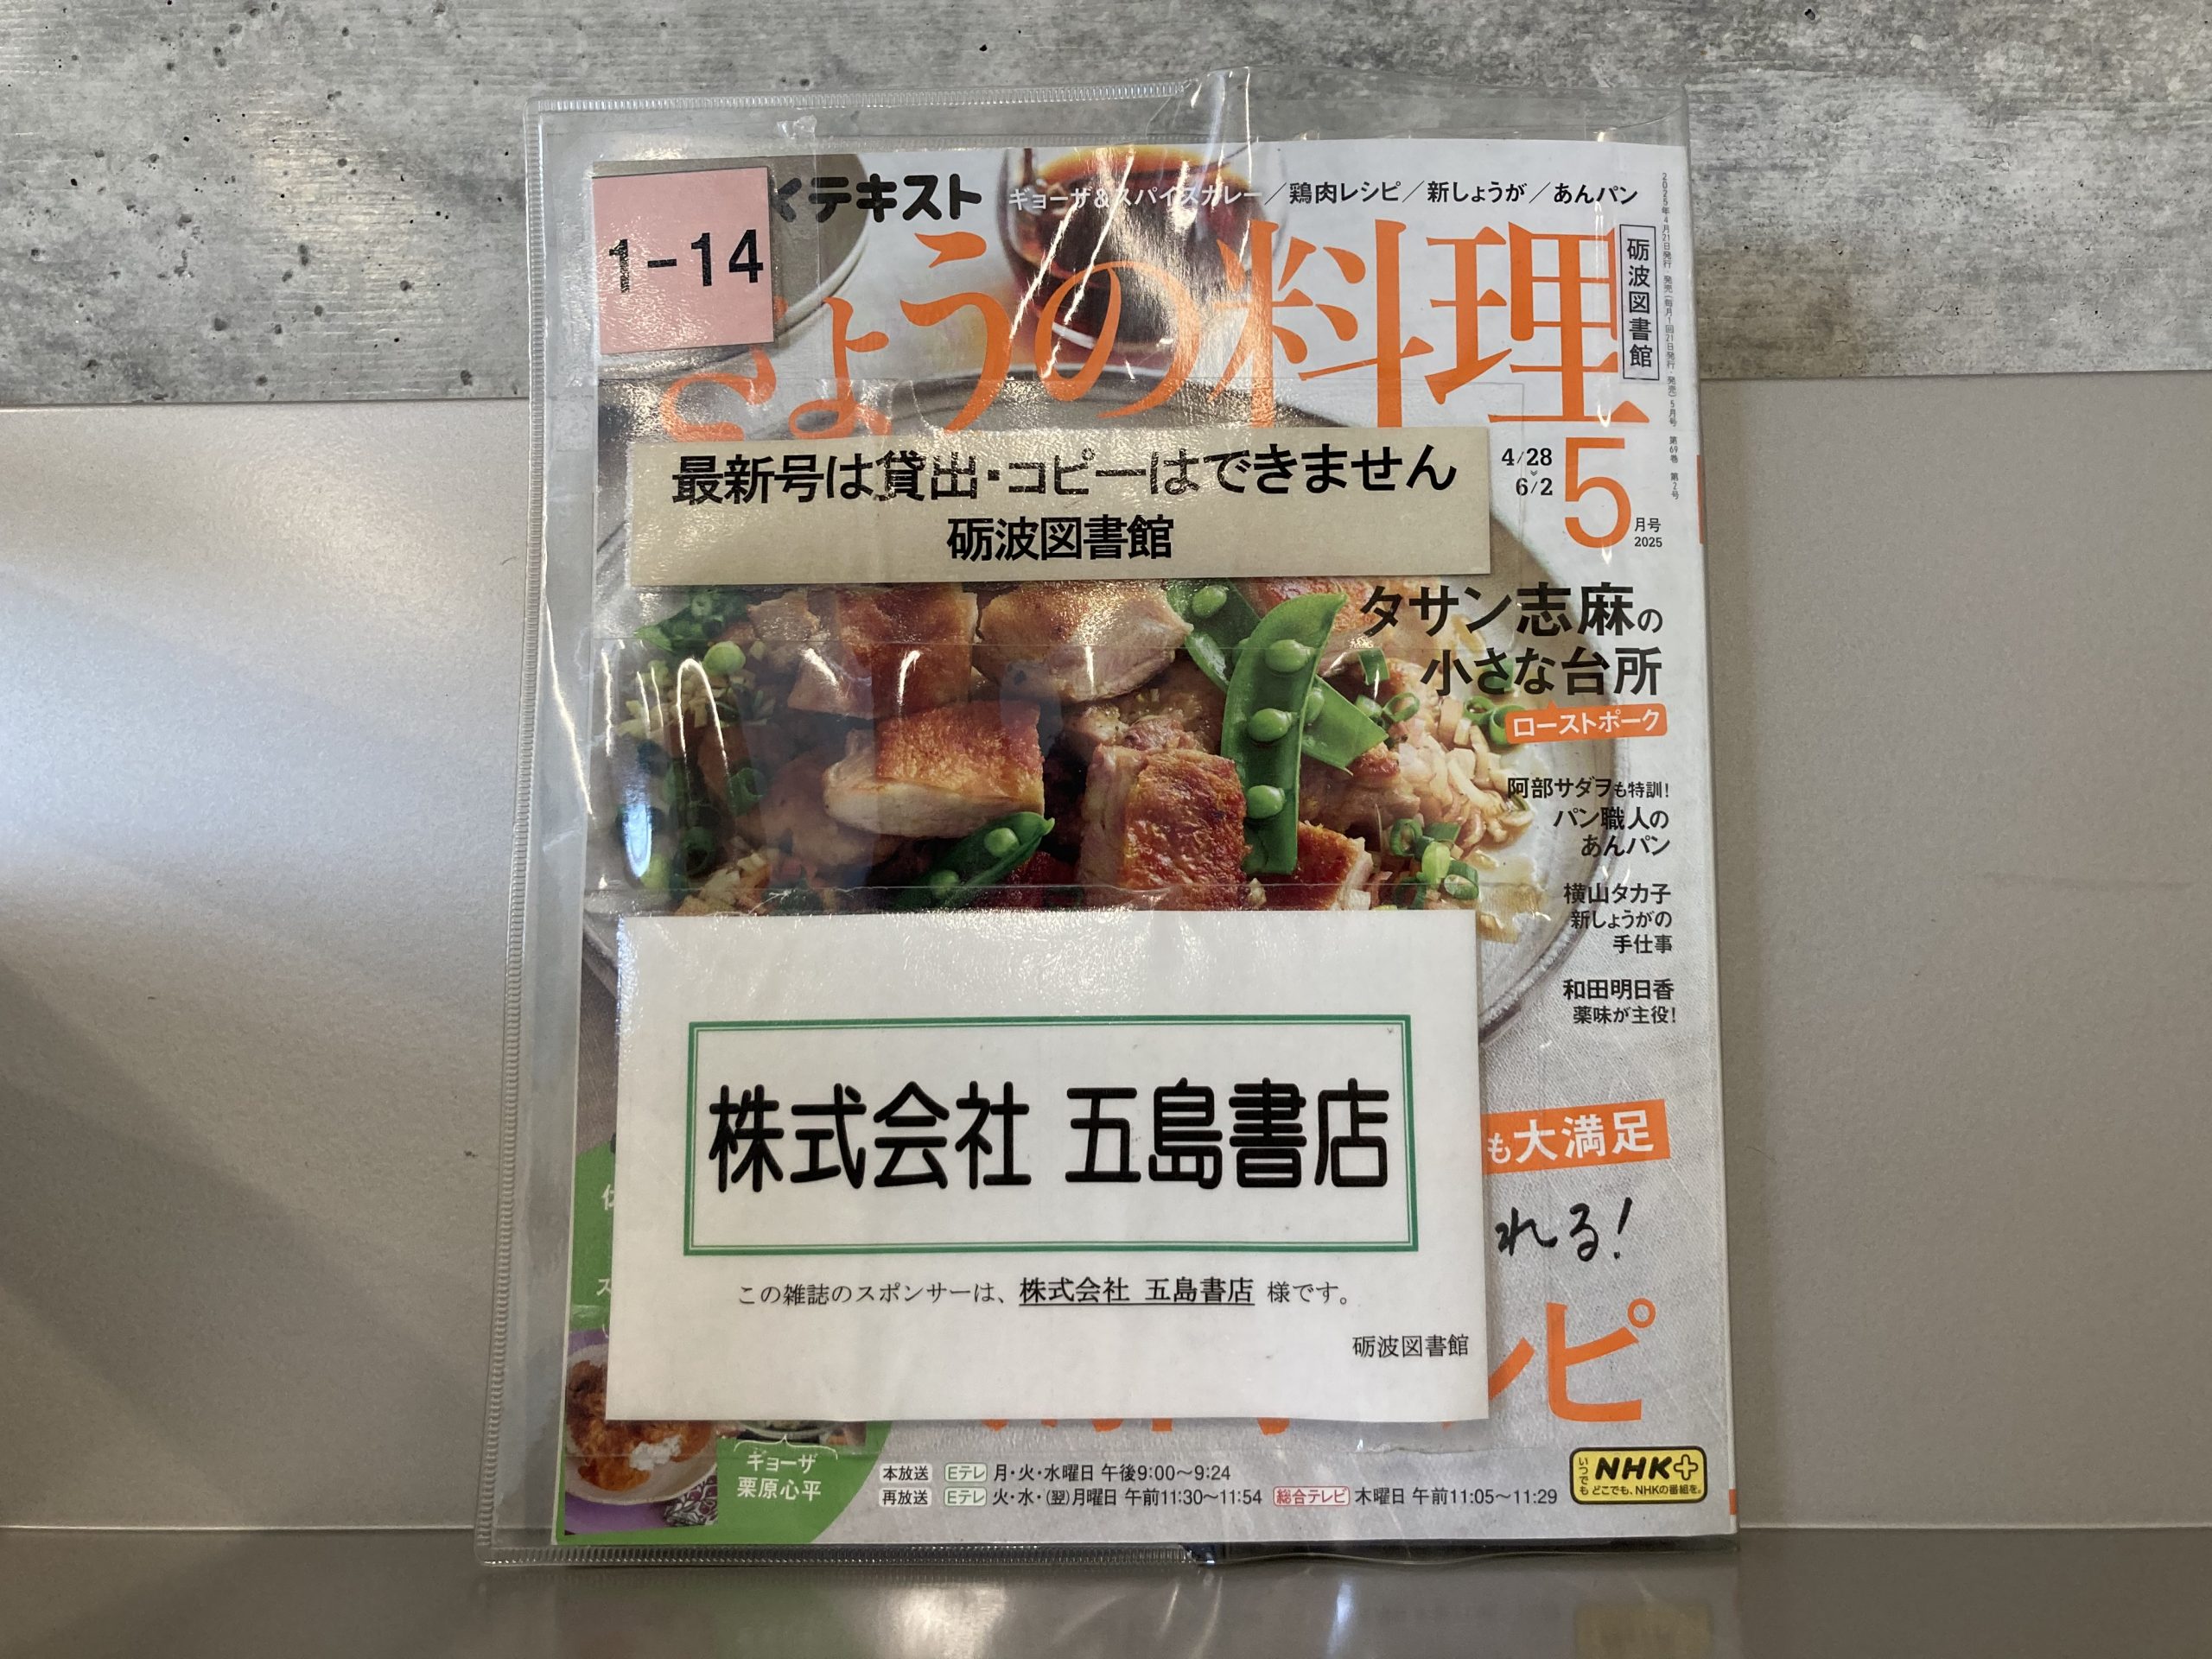 1-14
テキスト
ギョーザ&スパイスカレー／鶏肉レシピ／新しょうが／あんパン
きょうの料理
砺波図書館
4/28
6/2
5
月号
2025
最新号は貸出・コピーはできません
砺波図書館
タサン志麻の
小さな台所
ローストポーク
阿部サダヲも特訓!
パン職人の
あんパン
横山タカ子
新しょうがの
手仕事
和田明日香
薬味が主役!
株式会社 五島書店
この雑誌のスポンサーは、株式会社 五島書店 様です。
砺波図書館
も大満足
れる!
ピ
ギョーザ
栗原心平
本放送 Eテレ 月・火・水曜日 午後9:00〜9:24
再放送 Eテレ 火・水・(翌)月曜日 午前11:30〜11:54 総合テレビ 木曜日 午前11:05〜11:29
NHK+
いつでも どこでも、NHKの番組を。